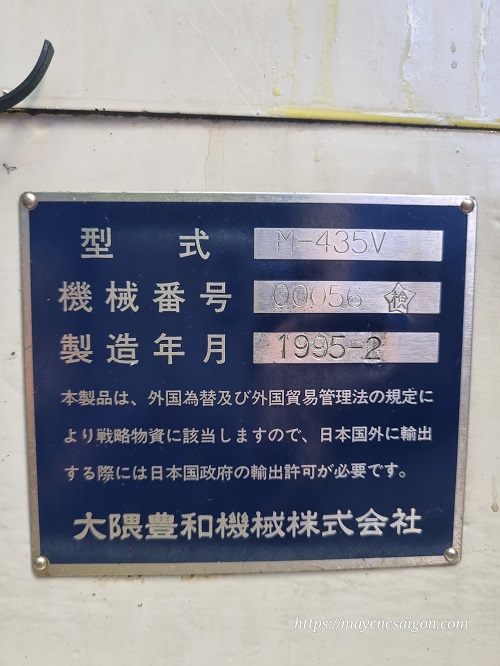 型式 M-435V
機械番号 00056 検
製造年月 1995-2
本製品は、外国為替及び外国貿易管理法の規定に
より戦略物資に該当しますので、日本国外に輸出
する際には日本国政府の輸出許可が必要です。
大隈豊和機械株式会社
https://maycncsaigon.com/